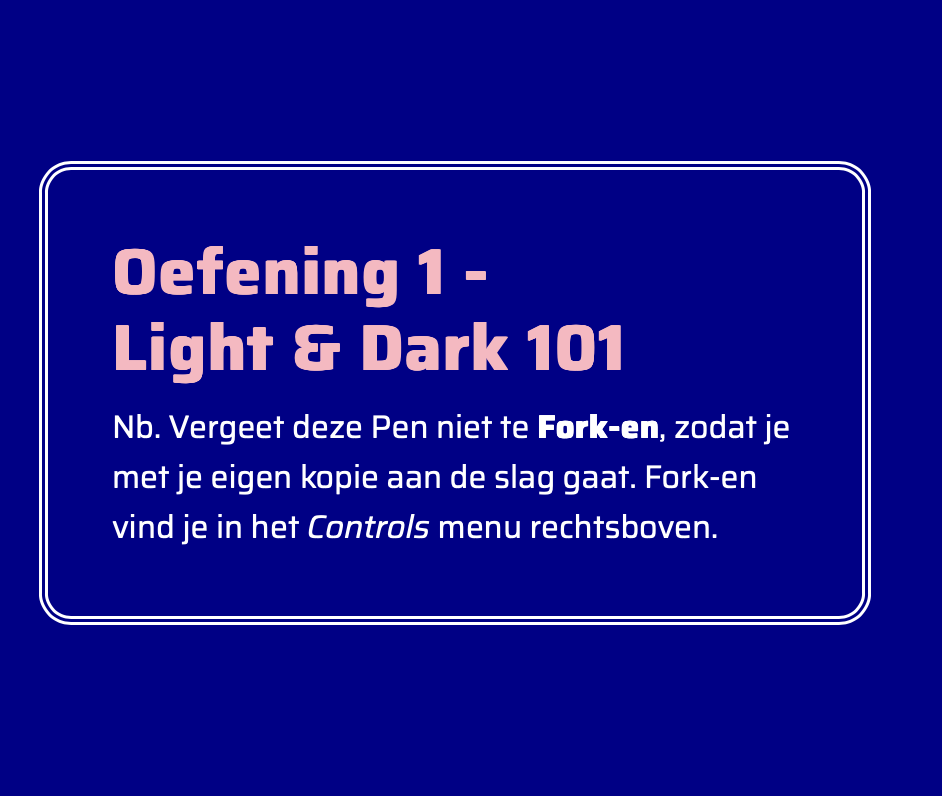 Oefening 1 -
Light & Dark 101
Nb. Vergeet deze Pen niet te Fork-en, zodat je
met je eigen kopie aan de slag gaat. Fork-en
vind je in het Controls menu rechtsboven.